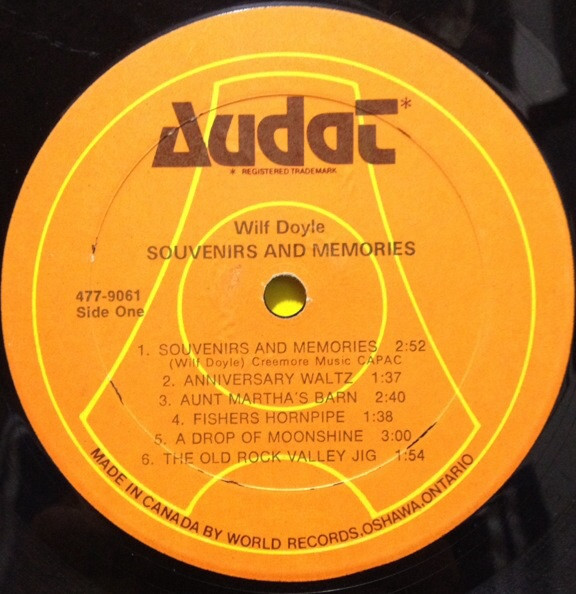 Audat*
* REGISTERED TRADEMARK
Wilf Doyle
SOUVENIRS AND MEMORIES
477-9061
Side One
1. SOUVENIRS AND MEMORIES 2:52
(Wilf Doyle) Creemore Music CAPAC
2. ANNIVERSARY WALTZ 1:37
3. AUNT MARTHA'S BARN 2:40
4. FISHERS HORNPIPE 1:38
5. A DROP OF MOONSHINE 3:00
6. THE OLD ROCK VALLEY JIG 1:54
MADE IN CANADA BY WORLD RECORDS, OSHAWA, ONTARIO